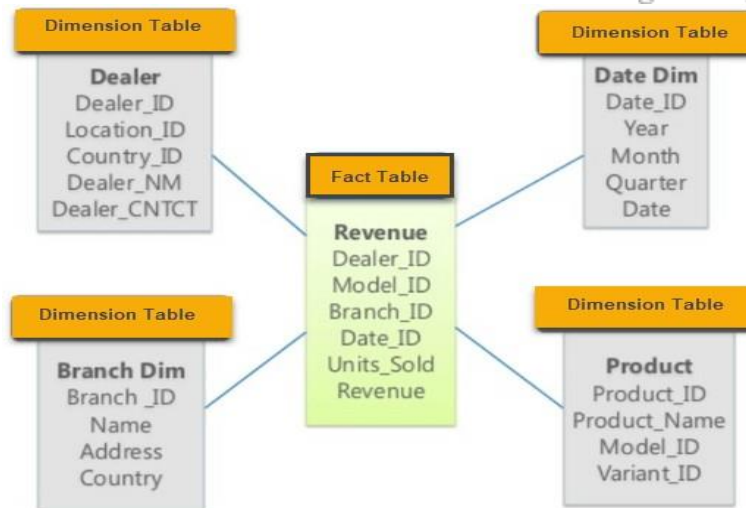 Dimension Table
Dealer
Dealer_ID
Location_ID
Country_ID
Dealer_NM
Dealer_CNTCT
Dimension Table
Date Dim
Date_ID
Year
Month
Quarter
Date
Fact Table
Revenue
Dealer_ID
Model_ID
Branch_ID
Date_ID
Units_Sold
Revenue
Dimension Table
Branch Dim
Branch _ID
Name
Address
Country
Dimension Table
Product
Product_ID
Product_Name
Model_ID
Variant_ID